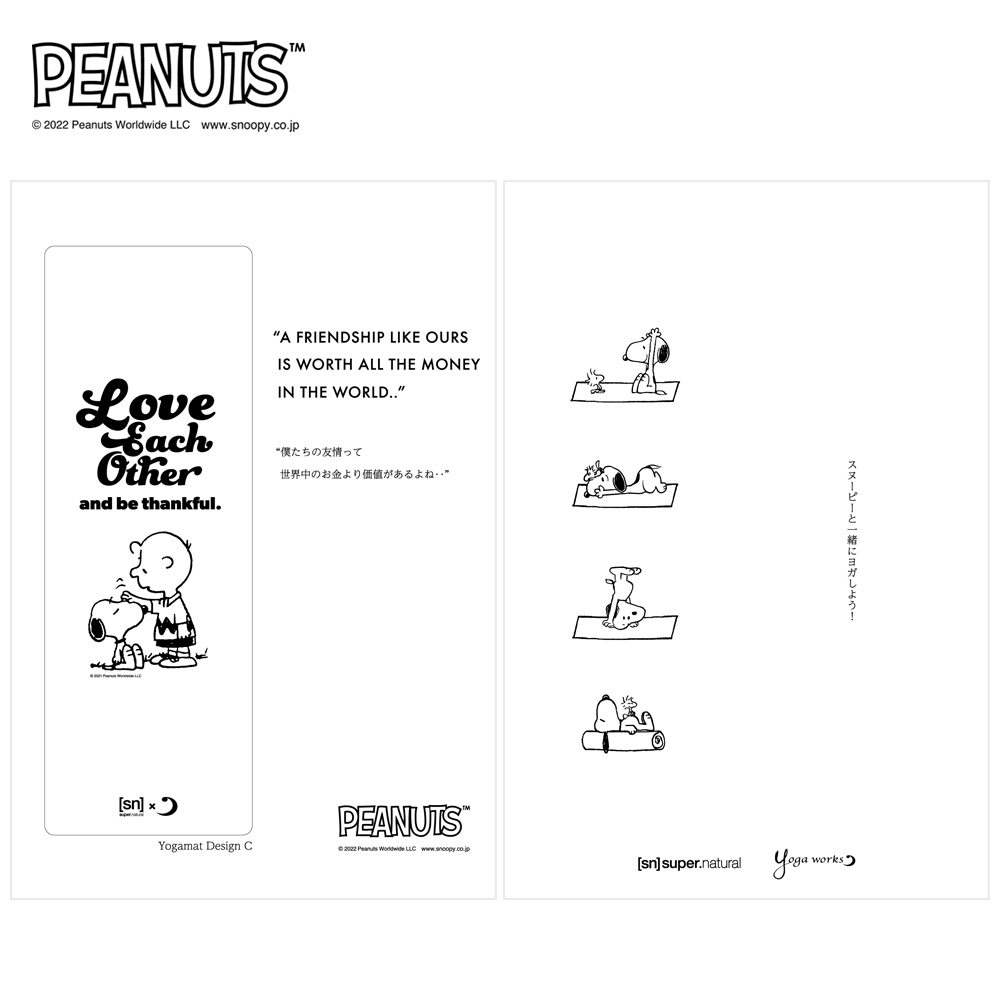 PEANUTS™
© 2022 Peanuts Worldwide LLC www.snoopy.co.jp
Love
Each
Other
and be thankful.
© 2021 Peanuts Worldwide LLC
[sn] ×
super.natural
Yogamat Design C
“A FRIENDSHIP LIKE OURS
IS WORTH ALL THE MONEY
IN THE WORLD..”
“僕たちの友情って
世界中のお金より価値があるよね‥”
PEANUTS™
© 2022 Peanuts Worldwide LLC www.snoopy.co.jp
スヌーピーと一緒にヨガしよう！
[sn]super.natural
Yoga works